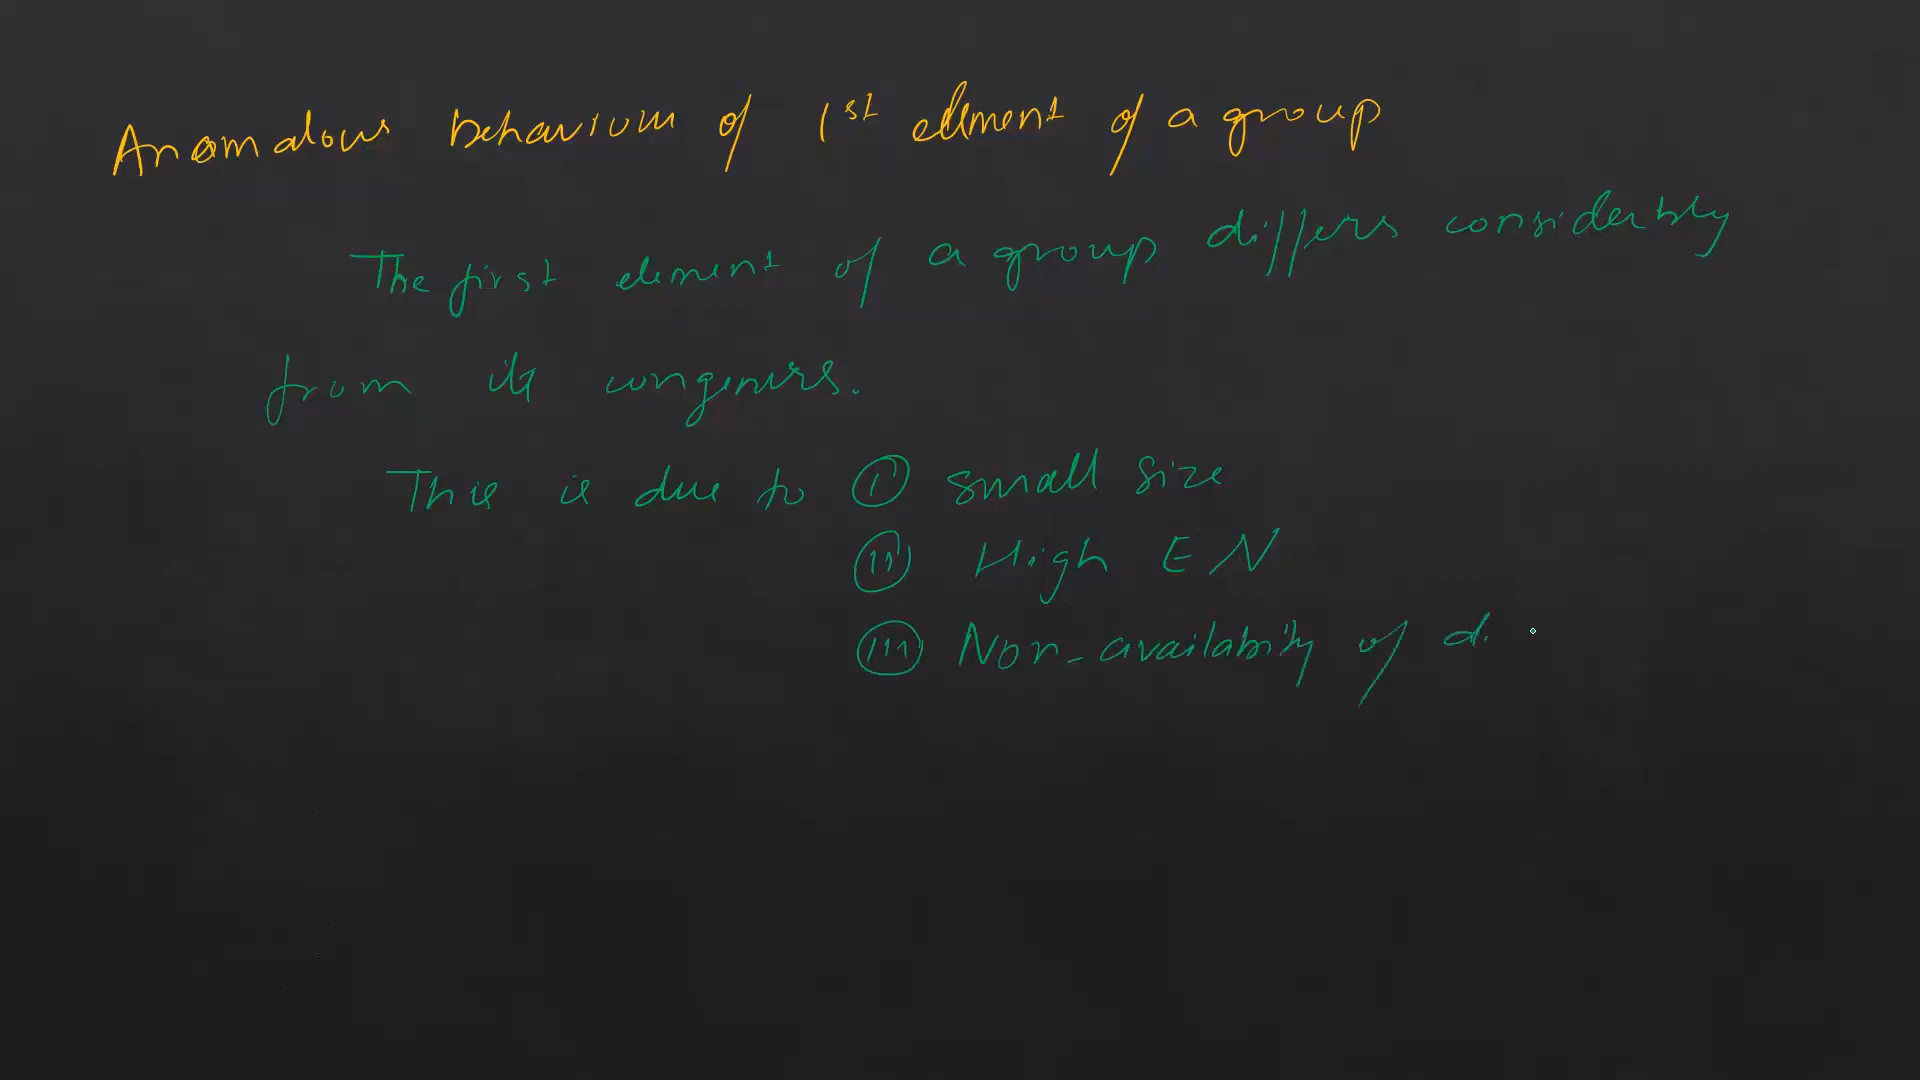 Anomalous behaviour of 1st element of a group
The first element of a group differs considerably
from its congeners.
This is due to (i) small size
(ii) High EN
(iii) Non-availability of d.